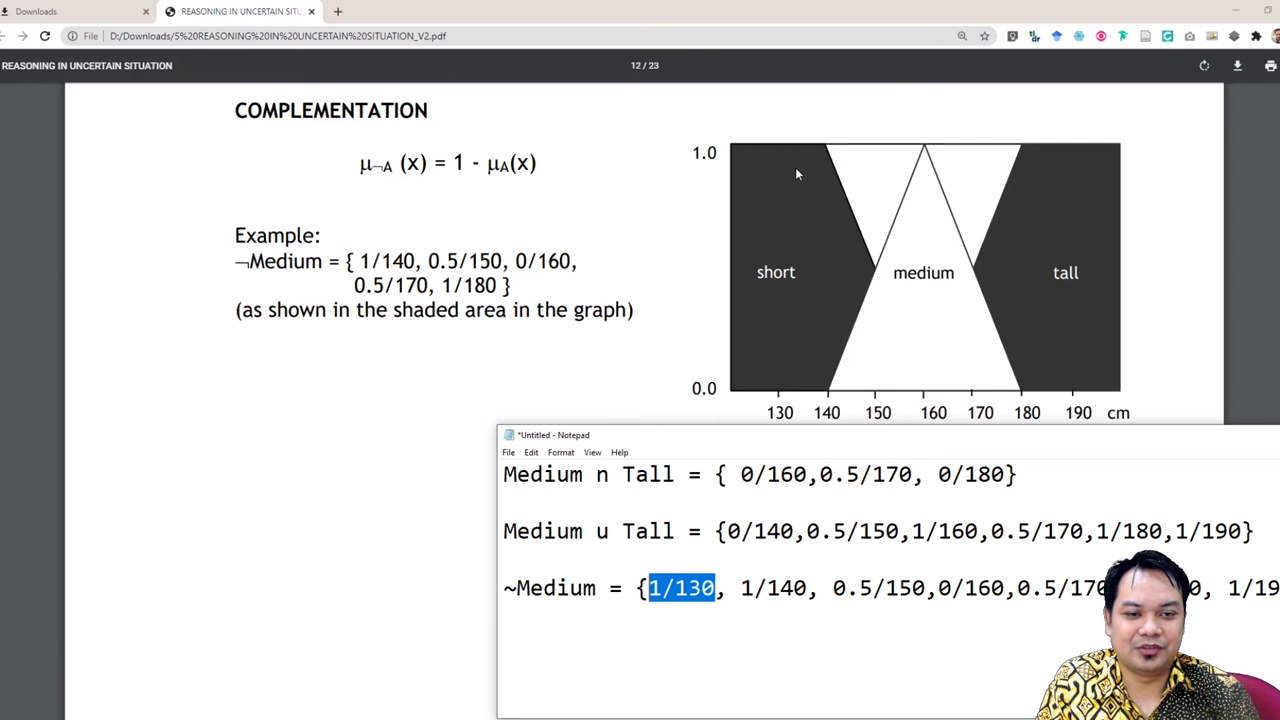 Downloads
REASONING IN UNCERTAIN SITU
File D:/Downloads/5%20REASONING%20IN%20UNCERTAIN%20SITUATION_V2.pdf
REASONING IN UNCERTAIN SITUATION
12 / 23
COMPLEMENTATION
μ¬A (x) = 1 - μA(x)
Example:
¬Medium = { 1/140, 0.5/150, 0/160,
0.5/170, 1/180 }
(as shown in the shaded area in the graph)
1.0
short
medium
tall
0.0
130 140 150 160 170 180 190 cm
*Untitled - Notepad
File Edit Format View Help
Medium n Tall = { 0/160,0.5/170, 0/180}
Medium u Tall = {0/140,0.5/150,1/160,0.5/170,1/180,1/190}
~Medium = {1/130, 1/140, 0.5/150,0/160,0.5/170 0, 1/19